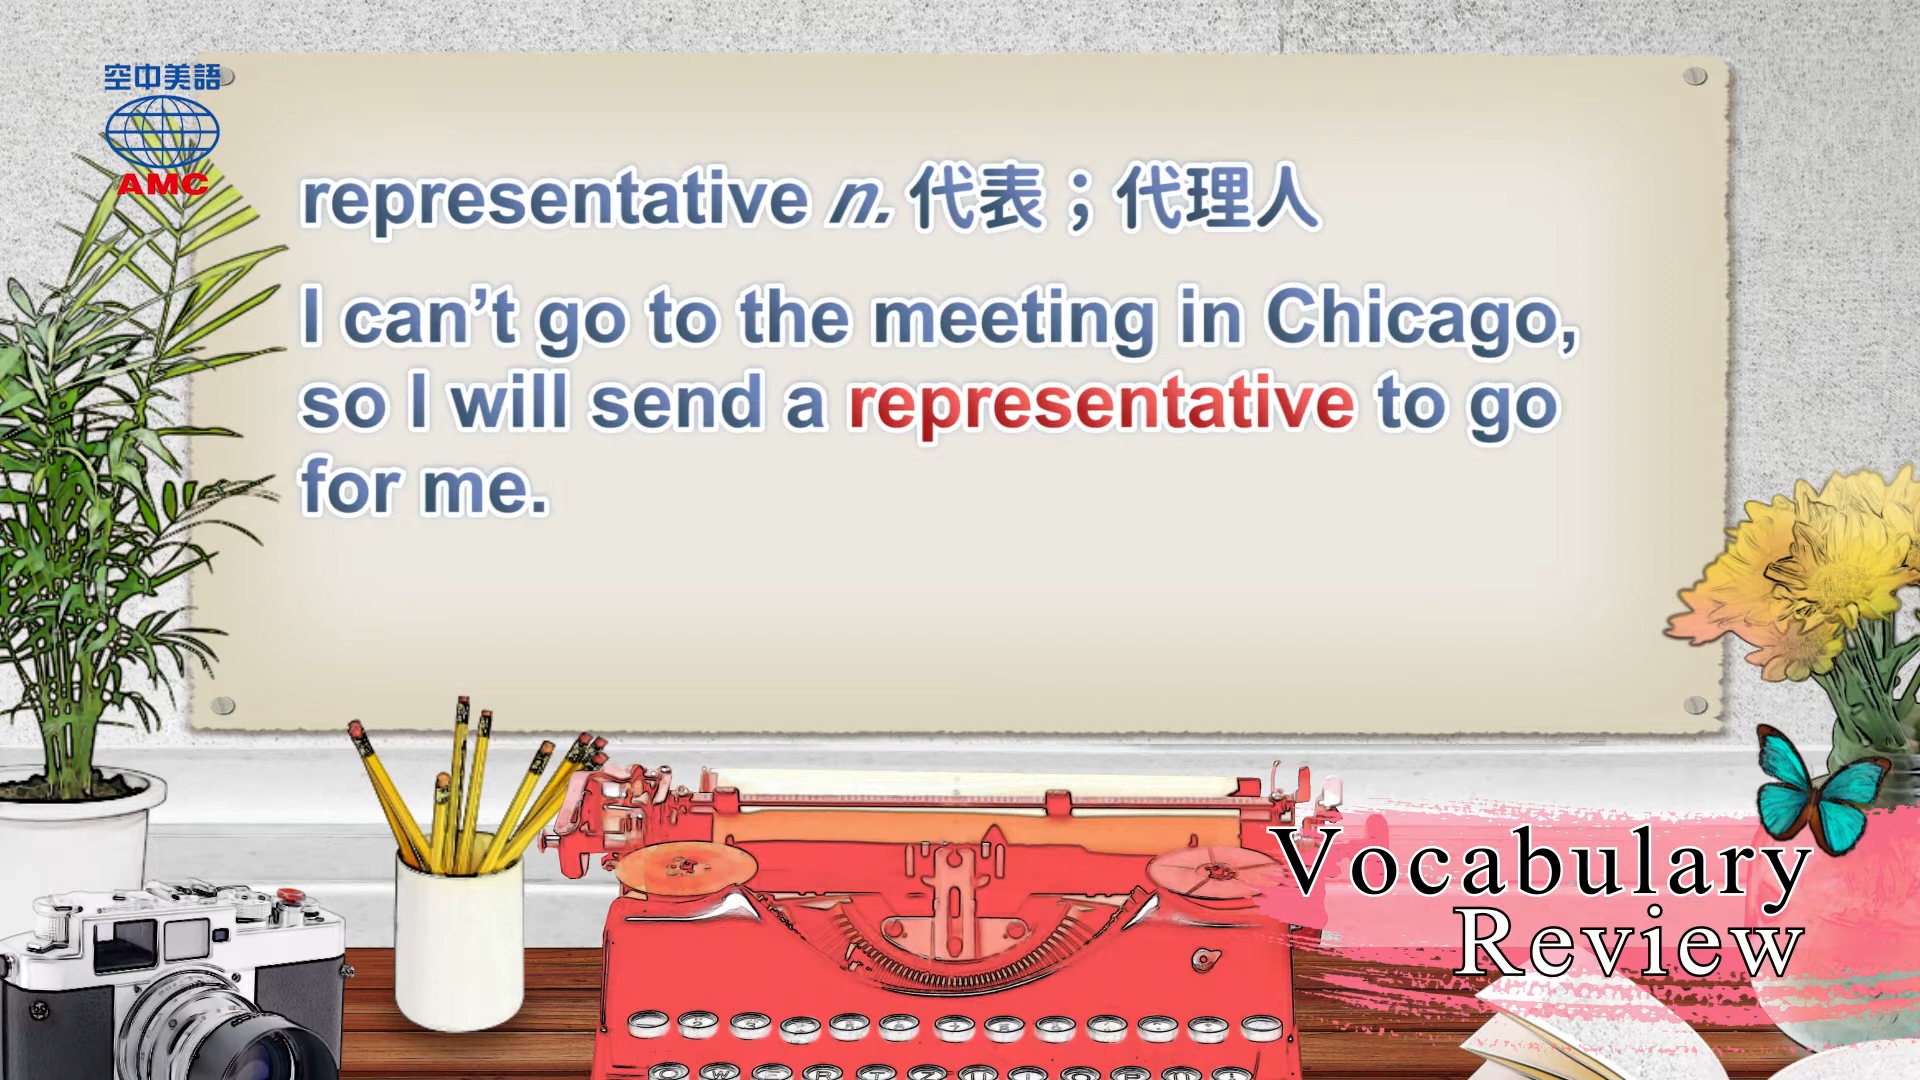 空中美語
AMC
representative n. 代表；代理人
I can't go to the meeting in Chicago,
so I will send a representative to go
for me.
Vocabulary
Review